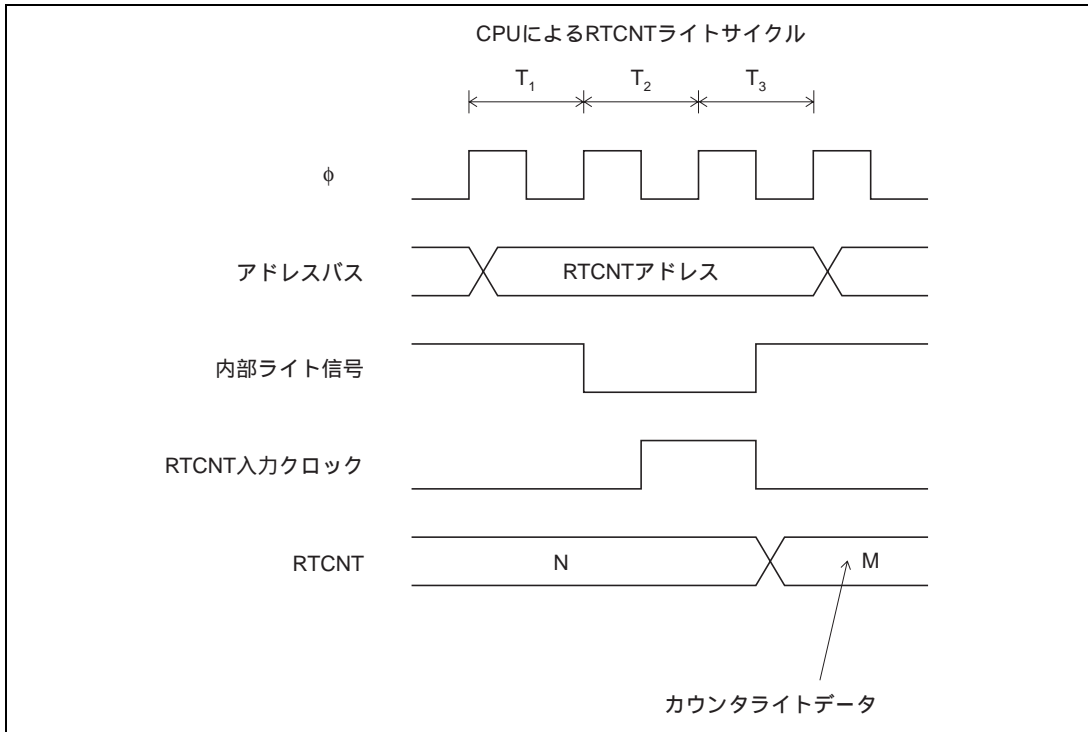 CPUによるRTCNTライトサイクル
T1 T2 T3
φ
アドレスバス RTCNTアドレス
内部ライト信号
RTCNT入力クロック
RTCNT N M
カウンタライトデータ